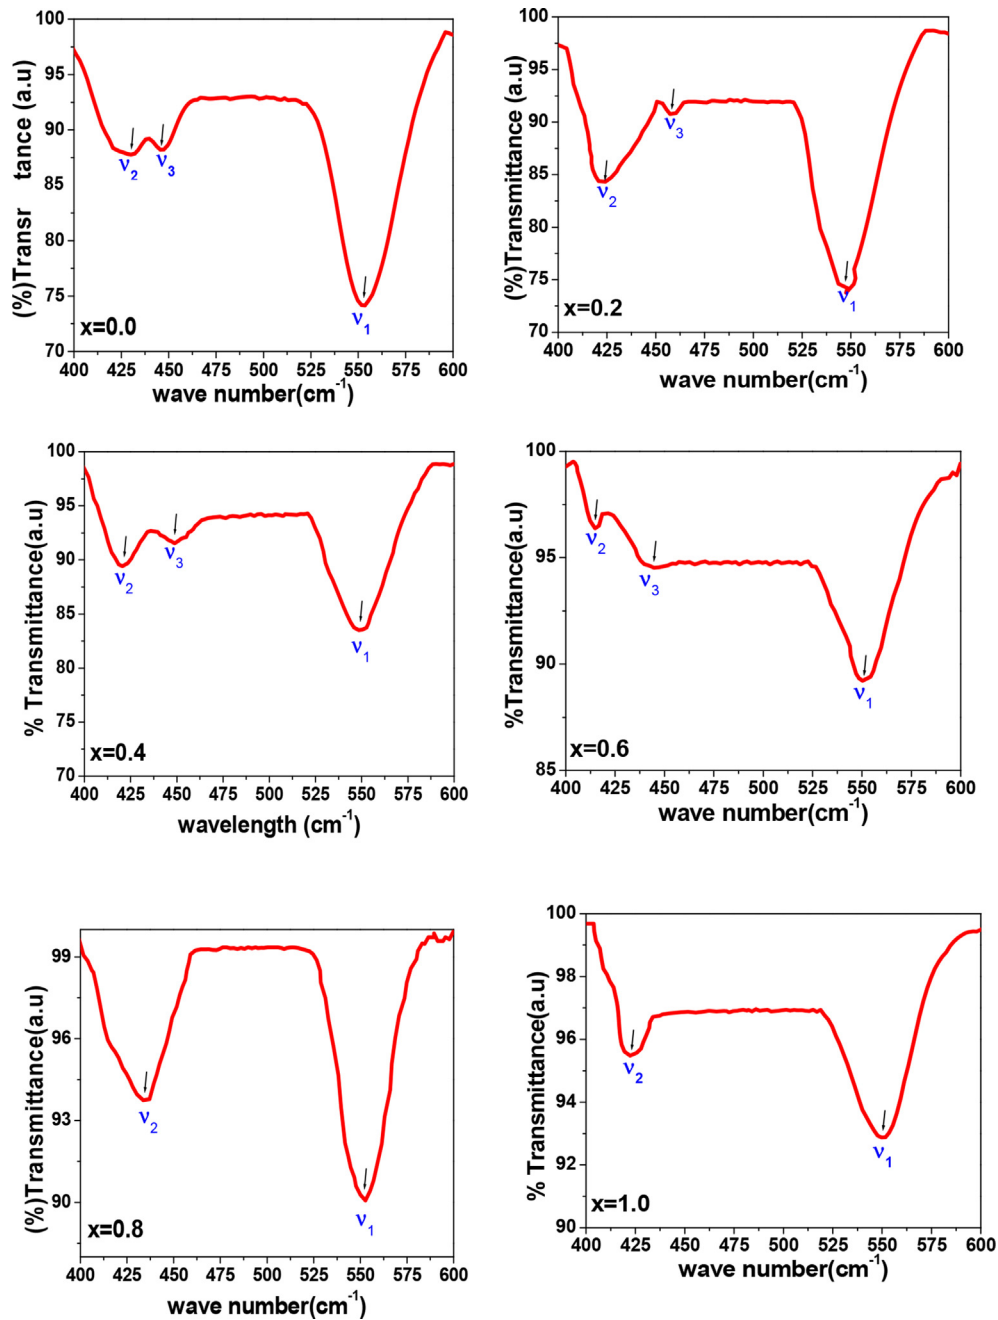 (%)Transr tance (a.u)
100
95
90
85
80
75
70
ν2
ν3
ν1
x=0.0
400 425 450 475 500 525 550 575 600
wave number(cm-1)
(%)Transmittance (a.u)
100
95
90
85
80
75
70
ν3
ν2
ν1
x=0.2
400 425 450 475 500 525 550 575 600
wave number(cm-1)
% Transmittance(a.u)
100
95
90
85
80
75
70
ν3
ν2
ν1
x=0.4
400 425 450 475 500 525 550 575 600
wavelength (cm-1)
%Transmittance(a.u)
100
95
90
85
ν2
ν3
ν1
x=0.6
400 425 450 475 500 525 550 575 600
wave number(cm-1)
(%)Transmittance(a.u)
99
96
93
90
ν2
ν1
x=0.8
400 425 450 475 500 525 550 575 600
wave number(cm-1)
% Transmittance(a.u)
100
98
96
94
92
90
ν2
ν1
x=1.0
400 425 450 475 500 525 550 575 600
wave number(cm-1)